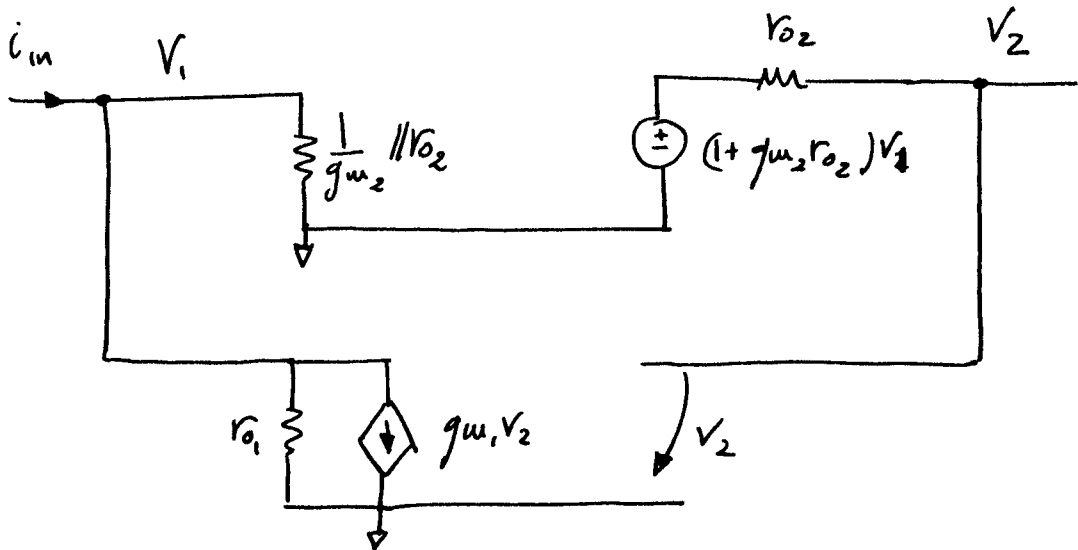 i_in
V_1
r_o2
V_2
1/g_m2 || r_o2
+
−
(1 + g_m2 r_o2) V_1
r_o1
g_m1 v_2
v_2